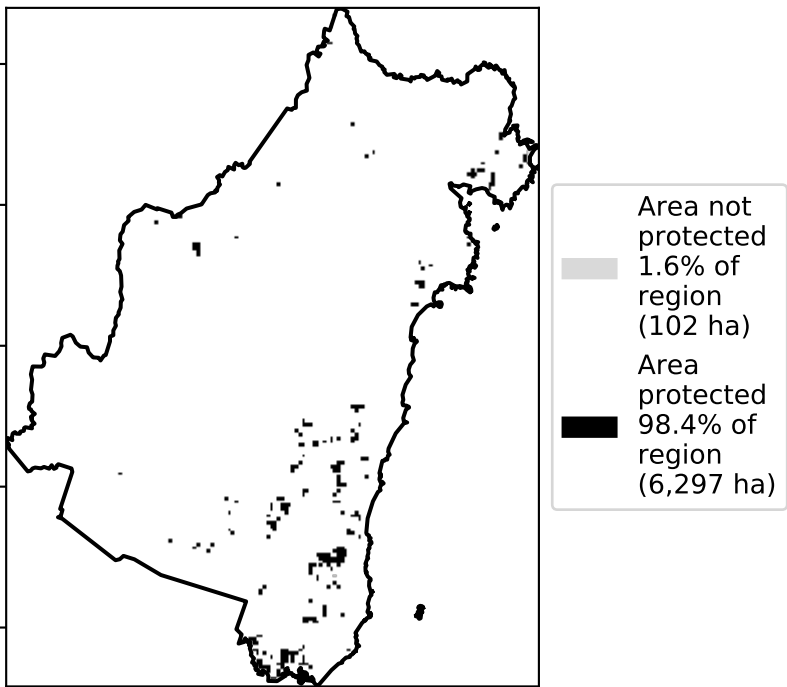 Area not
protected
1.6% of
region
(102 ha)
Area
protected
98.4% of
region
(6,297 ha)